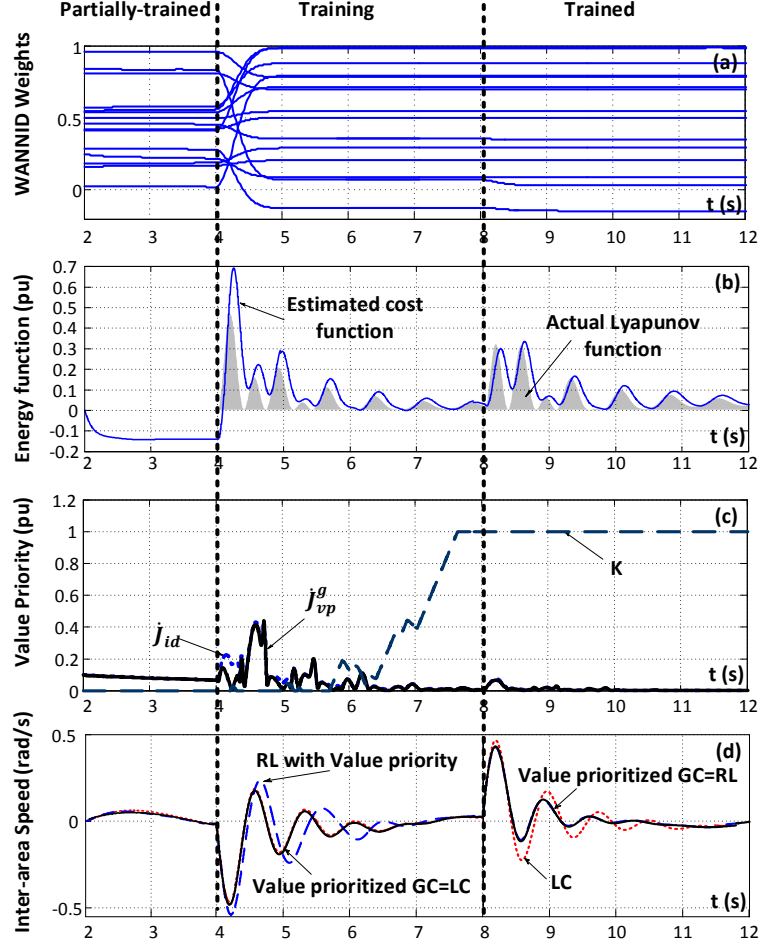 Partially-trained Training Trained
WANNID Weights
1
0.5
0
(a)
t (s)
2 3 4 5 6 7 8 9 10 11 12
Energy function (pu)
0.7
0.6
0.5
0.4
0.3
0.2
0.1
0
-0.1
-0.2
(b)
Estimated cost
function
Actual Lyapunov
function
t (s)
2 3 4 5 6 7 8 9 10 11 12
Value Priority (pu)
1.2
1
0.8
0.6
0.4
0.2
0
(c)
K
J̇_id
J̇_vp^g
t (s)
2 3 4 5 6 7 8 9 10 11 12
Inter-area Speed (rad/s)
0.5
0
-0.5
(d)
RL with Value priority
Value prioritized GC=RL
Value prioritized GC=LC
LC
t (s)
2 3 4 5 6 7 8 9 10 11 12